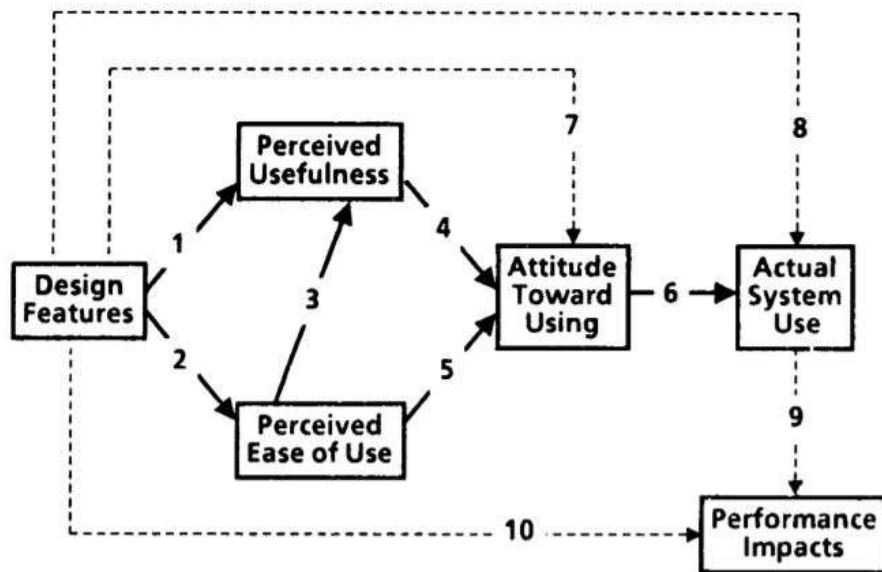 7
8
Perceived
Usefulness
1
4
3
Design
Features
Attitude
Toward
Using
6
Actual
System
Use
2
5
Perceived
Ease of Use
9
10
Performance
Impacts